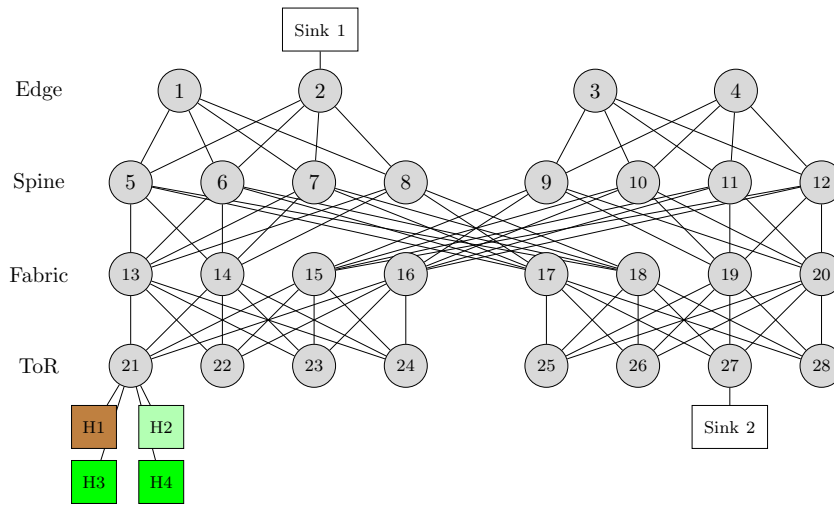 Sink 1
Edge 1 2 3 4
Spine 5 6 7 8 9 10 11 12
Fabric 13 14 15 16 17 18 19 20
ToR 21 22 23 24 25 26 27 28
H1 H2 Sink 2
H3 H4